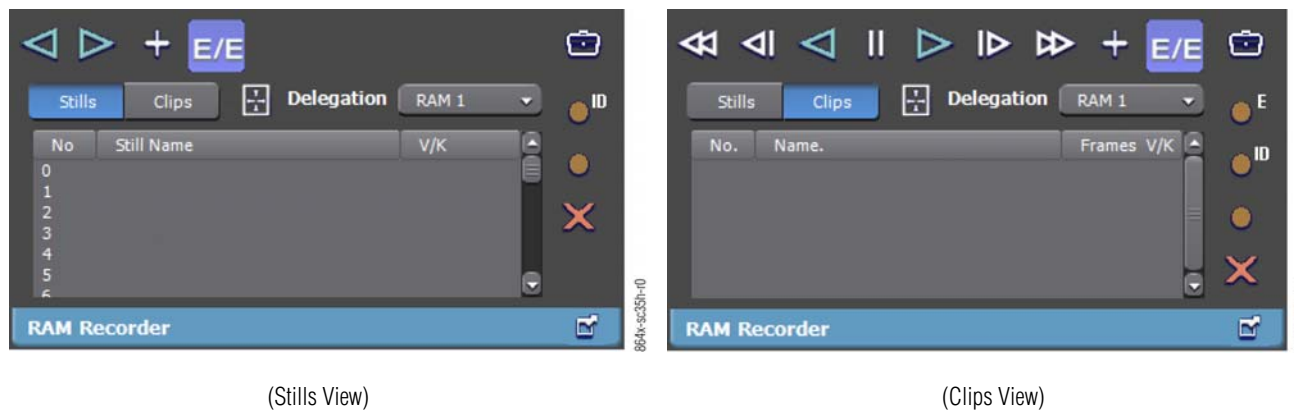 E/E
Stills Clips Delegation RAM 1 ID
No Still Name V/K
0
1
2
3
4
5
6
RAM Recorder
864x-sc35h-r0
E/E
Stills Clips Delegation RAM 1 E
No. Name. Frames V/K ID
RAM Recorder
(Stills View)
(Clips View)